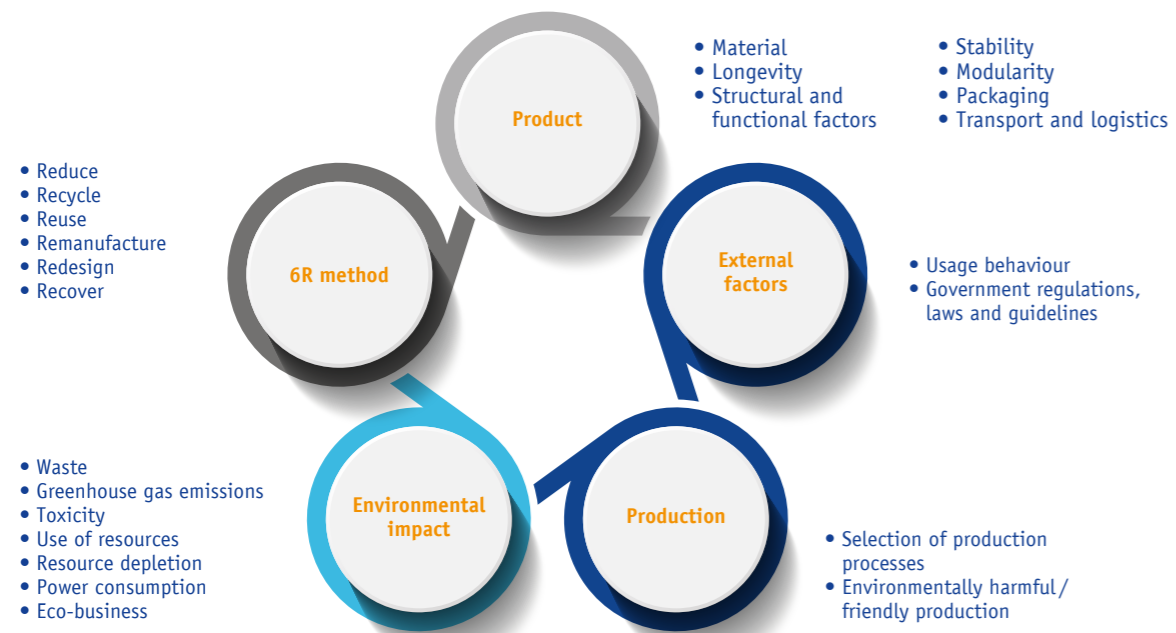 Product
• Material
• Longevity
• Structural and
functional factors
• Stability
• Modularity
• Packaging
• Transport and logistics
External
factors
• Usage behaviour
• Government regulations,
laws and guidelines
Production
• Selection of production
processes
• Environmentally harmful/
friendly production
Environmental
impact
• Waste
• Greenhouse gas emissions
• Toxicity
• Use of resources
• Resource depletion
• Power consumption
• Eco-business
6R method
• Reduce
• Recycle
• Reuse
• Remanufacture
• Redesign
• Recover